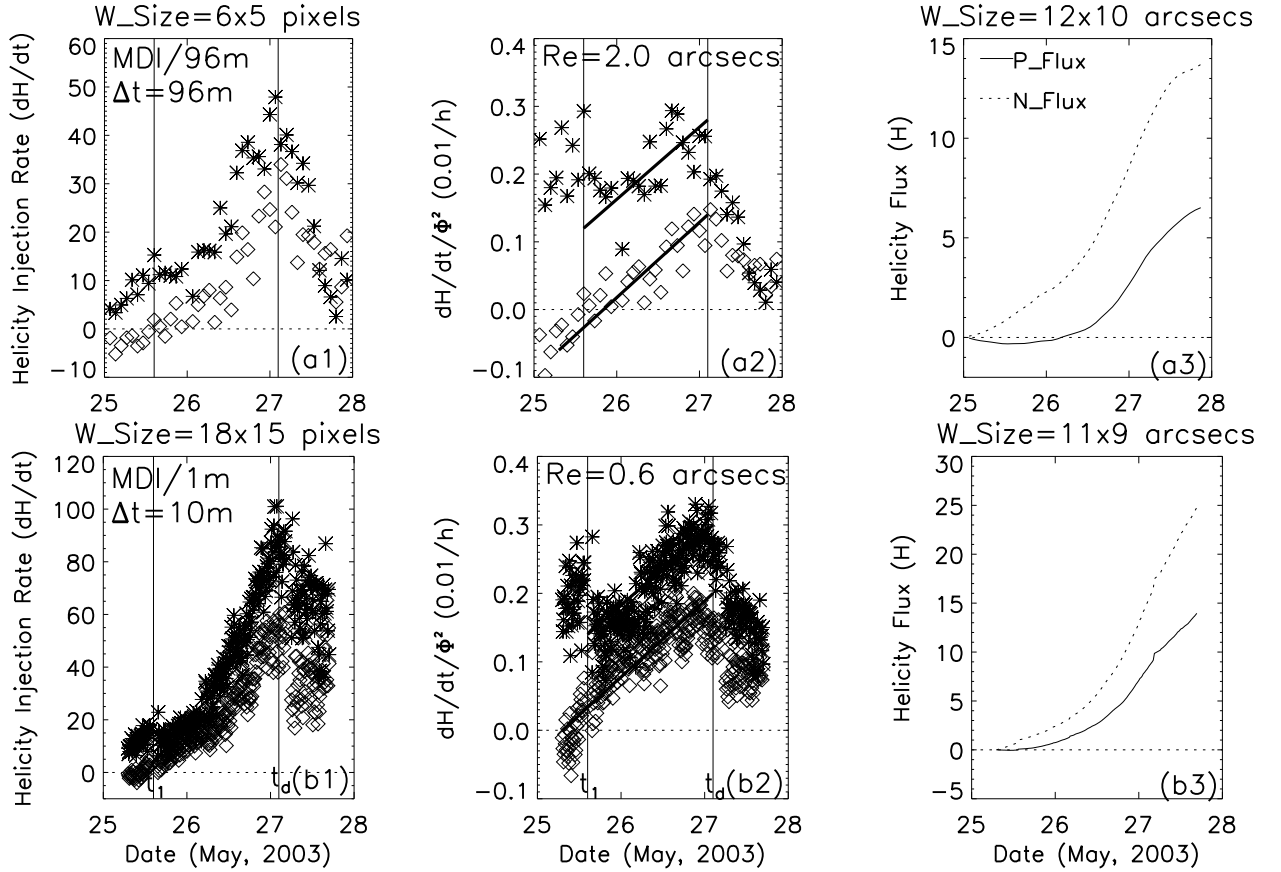 W_Size=6x5 pixels
60
50
40
30
20
10
0
−10
Helicity Injection Rate (dH/dt)
MDI/96m
Δt=96m
(a1)
25 26 27 28
0.4
0.3
0.2
0.1
0.0
−0.1
dH/dt/Φ² (0.01/h)
Re=2.0 arcsecs
(a2)
25 26 27 28
W_Size=12x10 arcsecs
15
10
5
0
Helicity Flux (H)
P_Flux
N_Flux
(a3)
25 26 27 28
W_Size=18x15 pixels
120
100
80
60
40
20
0
Helicity Injection Rate (dH/dt)
MDI/1m
Δt=10m
t₁
t_d (b1)
25 26 27 28
Date (May, 2003)
0.4
0.3
0.2
0.1
0.0
−0.1
dH/dt/Φ² (0.01/h)
Re=0.6 arcsecs
t₁
t_d (b2)
25 26 27 28
Date (May, 2003)
W_Size=11x9 arcsecs
30
25
20
15
10
5
0
−5
Helicity Flux (H)
(b3)
25 26 27 28
Date (May, 2003)